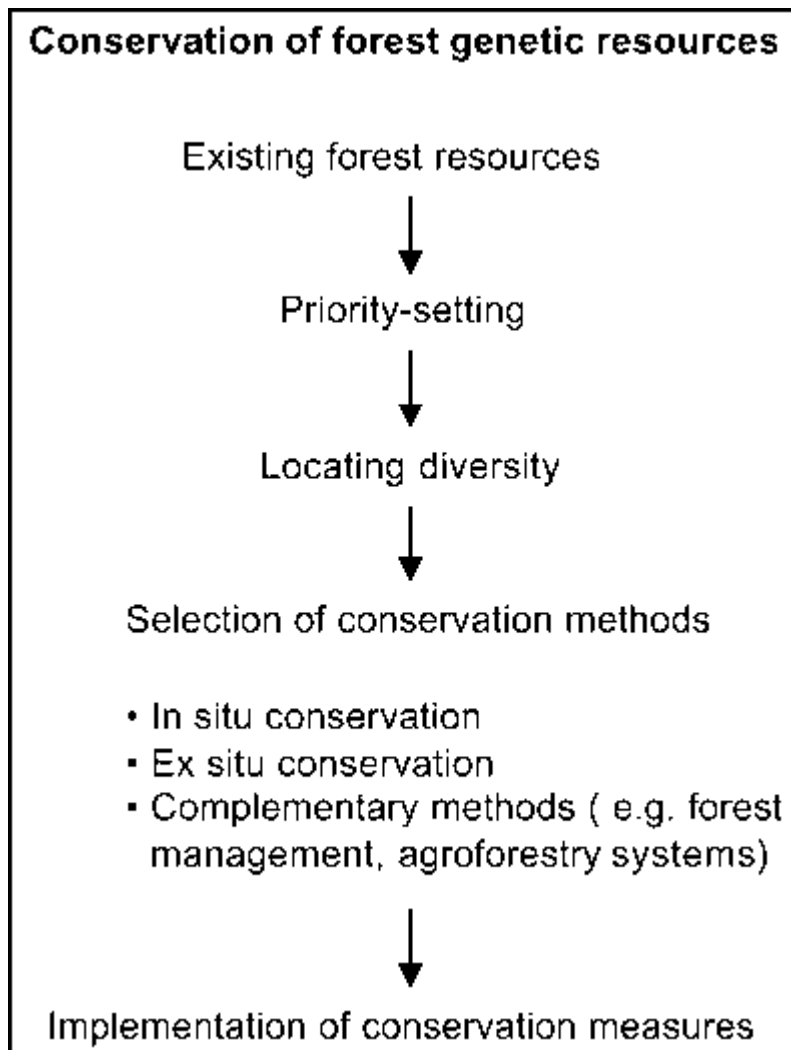 Conservation of forest genetic resources
Existing forest resources
Priority-setting
Locating diversity
Selection of conservation methods
• In situ conservation
▪ Ex situ conservation
▪ Complementary methods ( e.g. forest
management, agroforestry systems)
Implementation of conservation measures